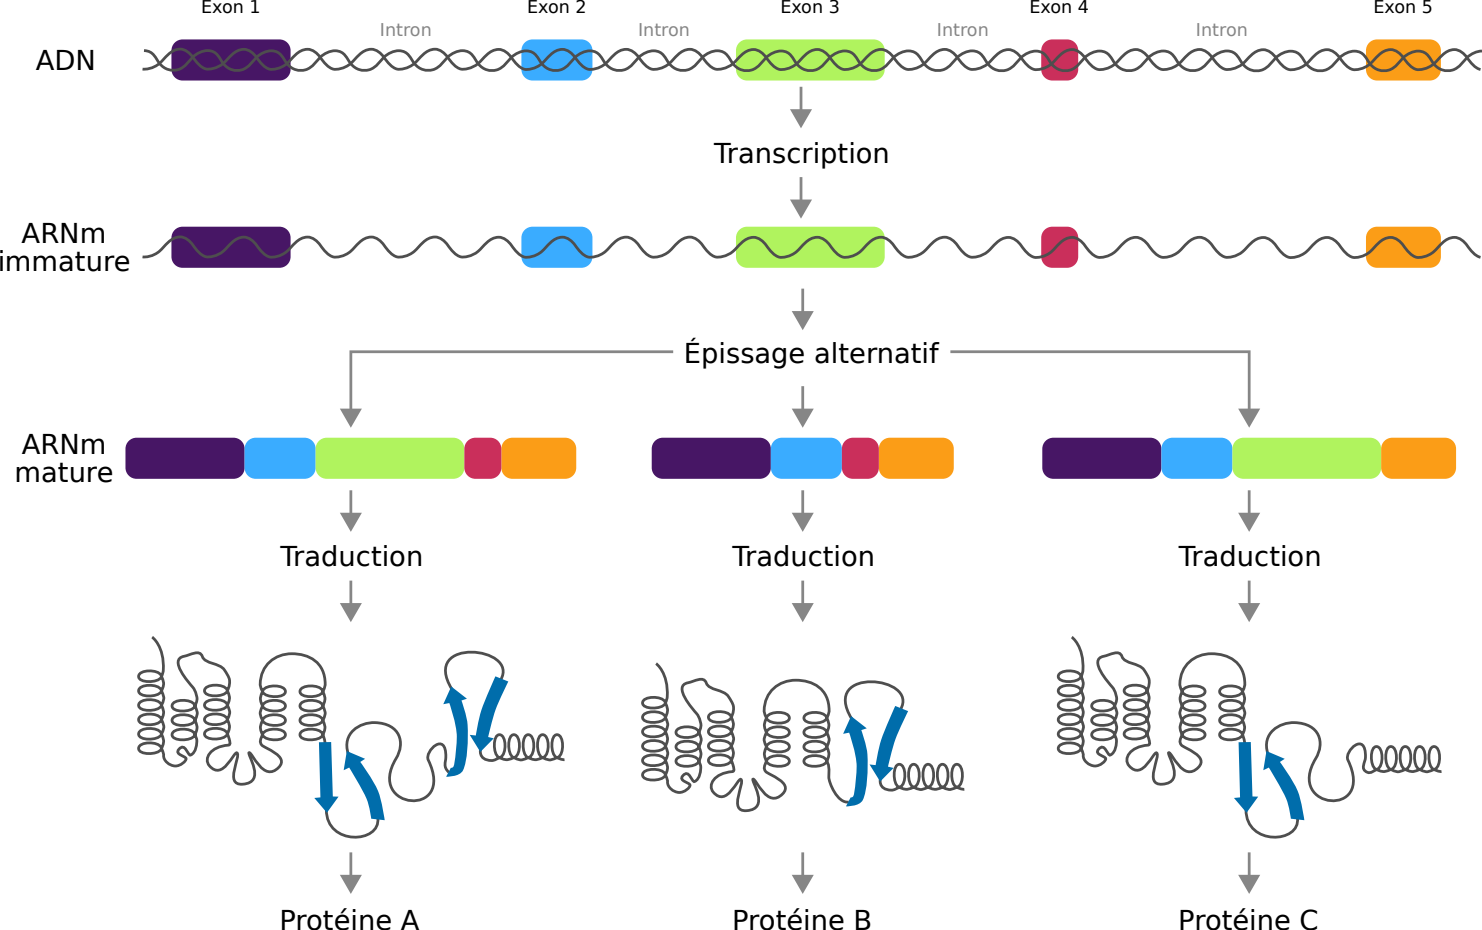 Exon 1
Exon 2
Exon 3
Exon 4
Exon 5
Intron
Intron
Intron
Intron
ADN
Transcription
ARNm
immature
Épissage alternatif
ARNm
mature
Traduction
Traduction
Traduction
Protéine A
Protéine B
Protéine C